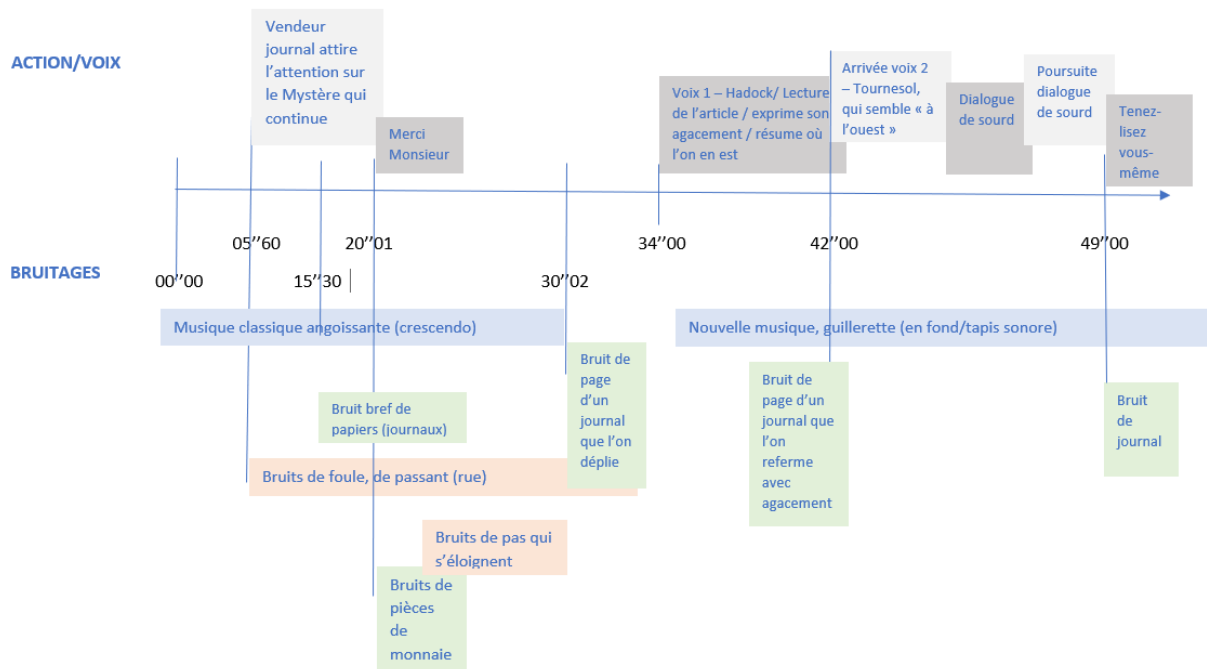 Vendeur
journal attire
l'attention sur
le Mystère qui
continue
ACTION/VOIX
Merci
Monsieur
Voix 1 – Hadock/ Lecture
de l'article / exprime son
agacement / résume où
l'on en est
Arrivée voix 2
– Tournesol,
qui semble « à
l'ouest »
Dialogue
de sourd
Poursuite
dialogue
de sourd
Tenez-
lisez
vous-
même
05''60
20''01
34''00
42''00
49''00
BRUITAGES
00''00
15''30
30''02
Musique classique angoissante (crescendo)
Nouvelle musique, guillerette (en fond/tapis sonore)
Bruit de
page
d'un
journal
que l'on
déplie
Bruit de
page d'un
journal que
l'on
referme
avec
agacement
Bruit
de
journal
Bruit bref de
papiers (journaux)
Bruits de foule, de passant (rue)
Bruits de pas qui
s'éloignent
Bruits de
pièces
de
monnaie